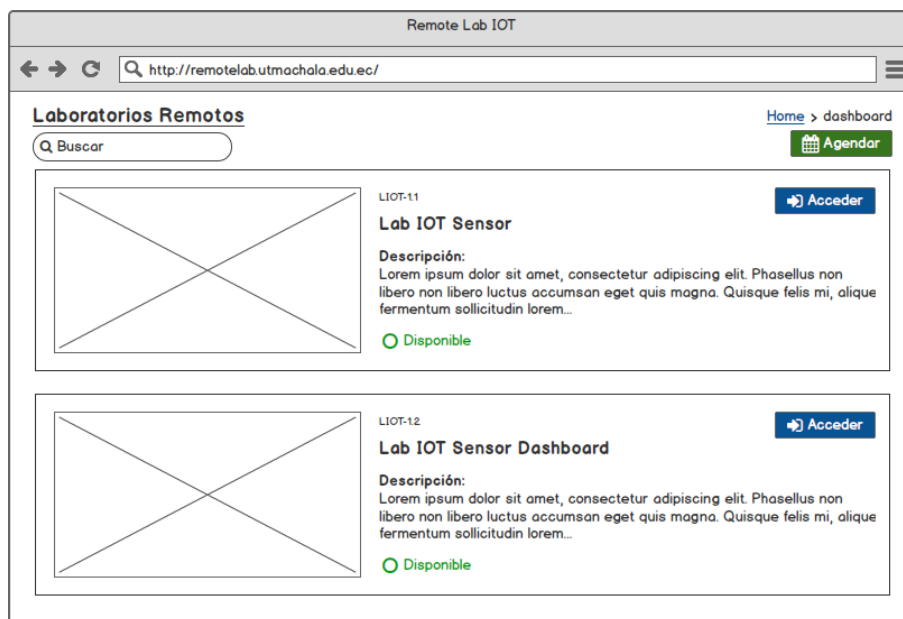 Remote Lab IOT
http://remotelab.utmachala.edu.ec/
Laboratorios Remotos
Home > dashboard
Buscar
Agendar
LIOT-1.1
Acceder
Lab IOT Sensor
Descripción:
Lorem ipsum dolor sit amet, consectetur adipiscing elit. Phasellus non
libero non libero luctus accumsan eget quis magna. Quisque felis mi, alique
fermentum sollicitudin lorem...
Disponible
LIOT-1.2
Acceder
Lab IOT Sensor Dashboard
Descripción:
Lorem ipsum dolor sit amet, consectetur adipiscing elit. Phasellus non
libero non libero luctus accumsan eget quis magna. Quisque felis mi, alique
fermentum sollicitudin lorem...
Disponible